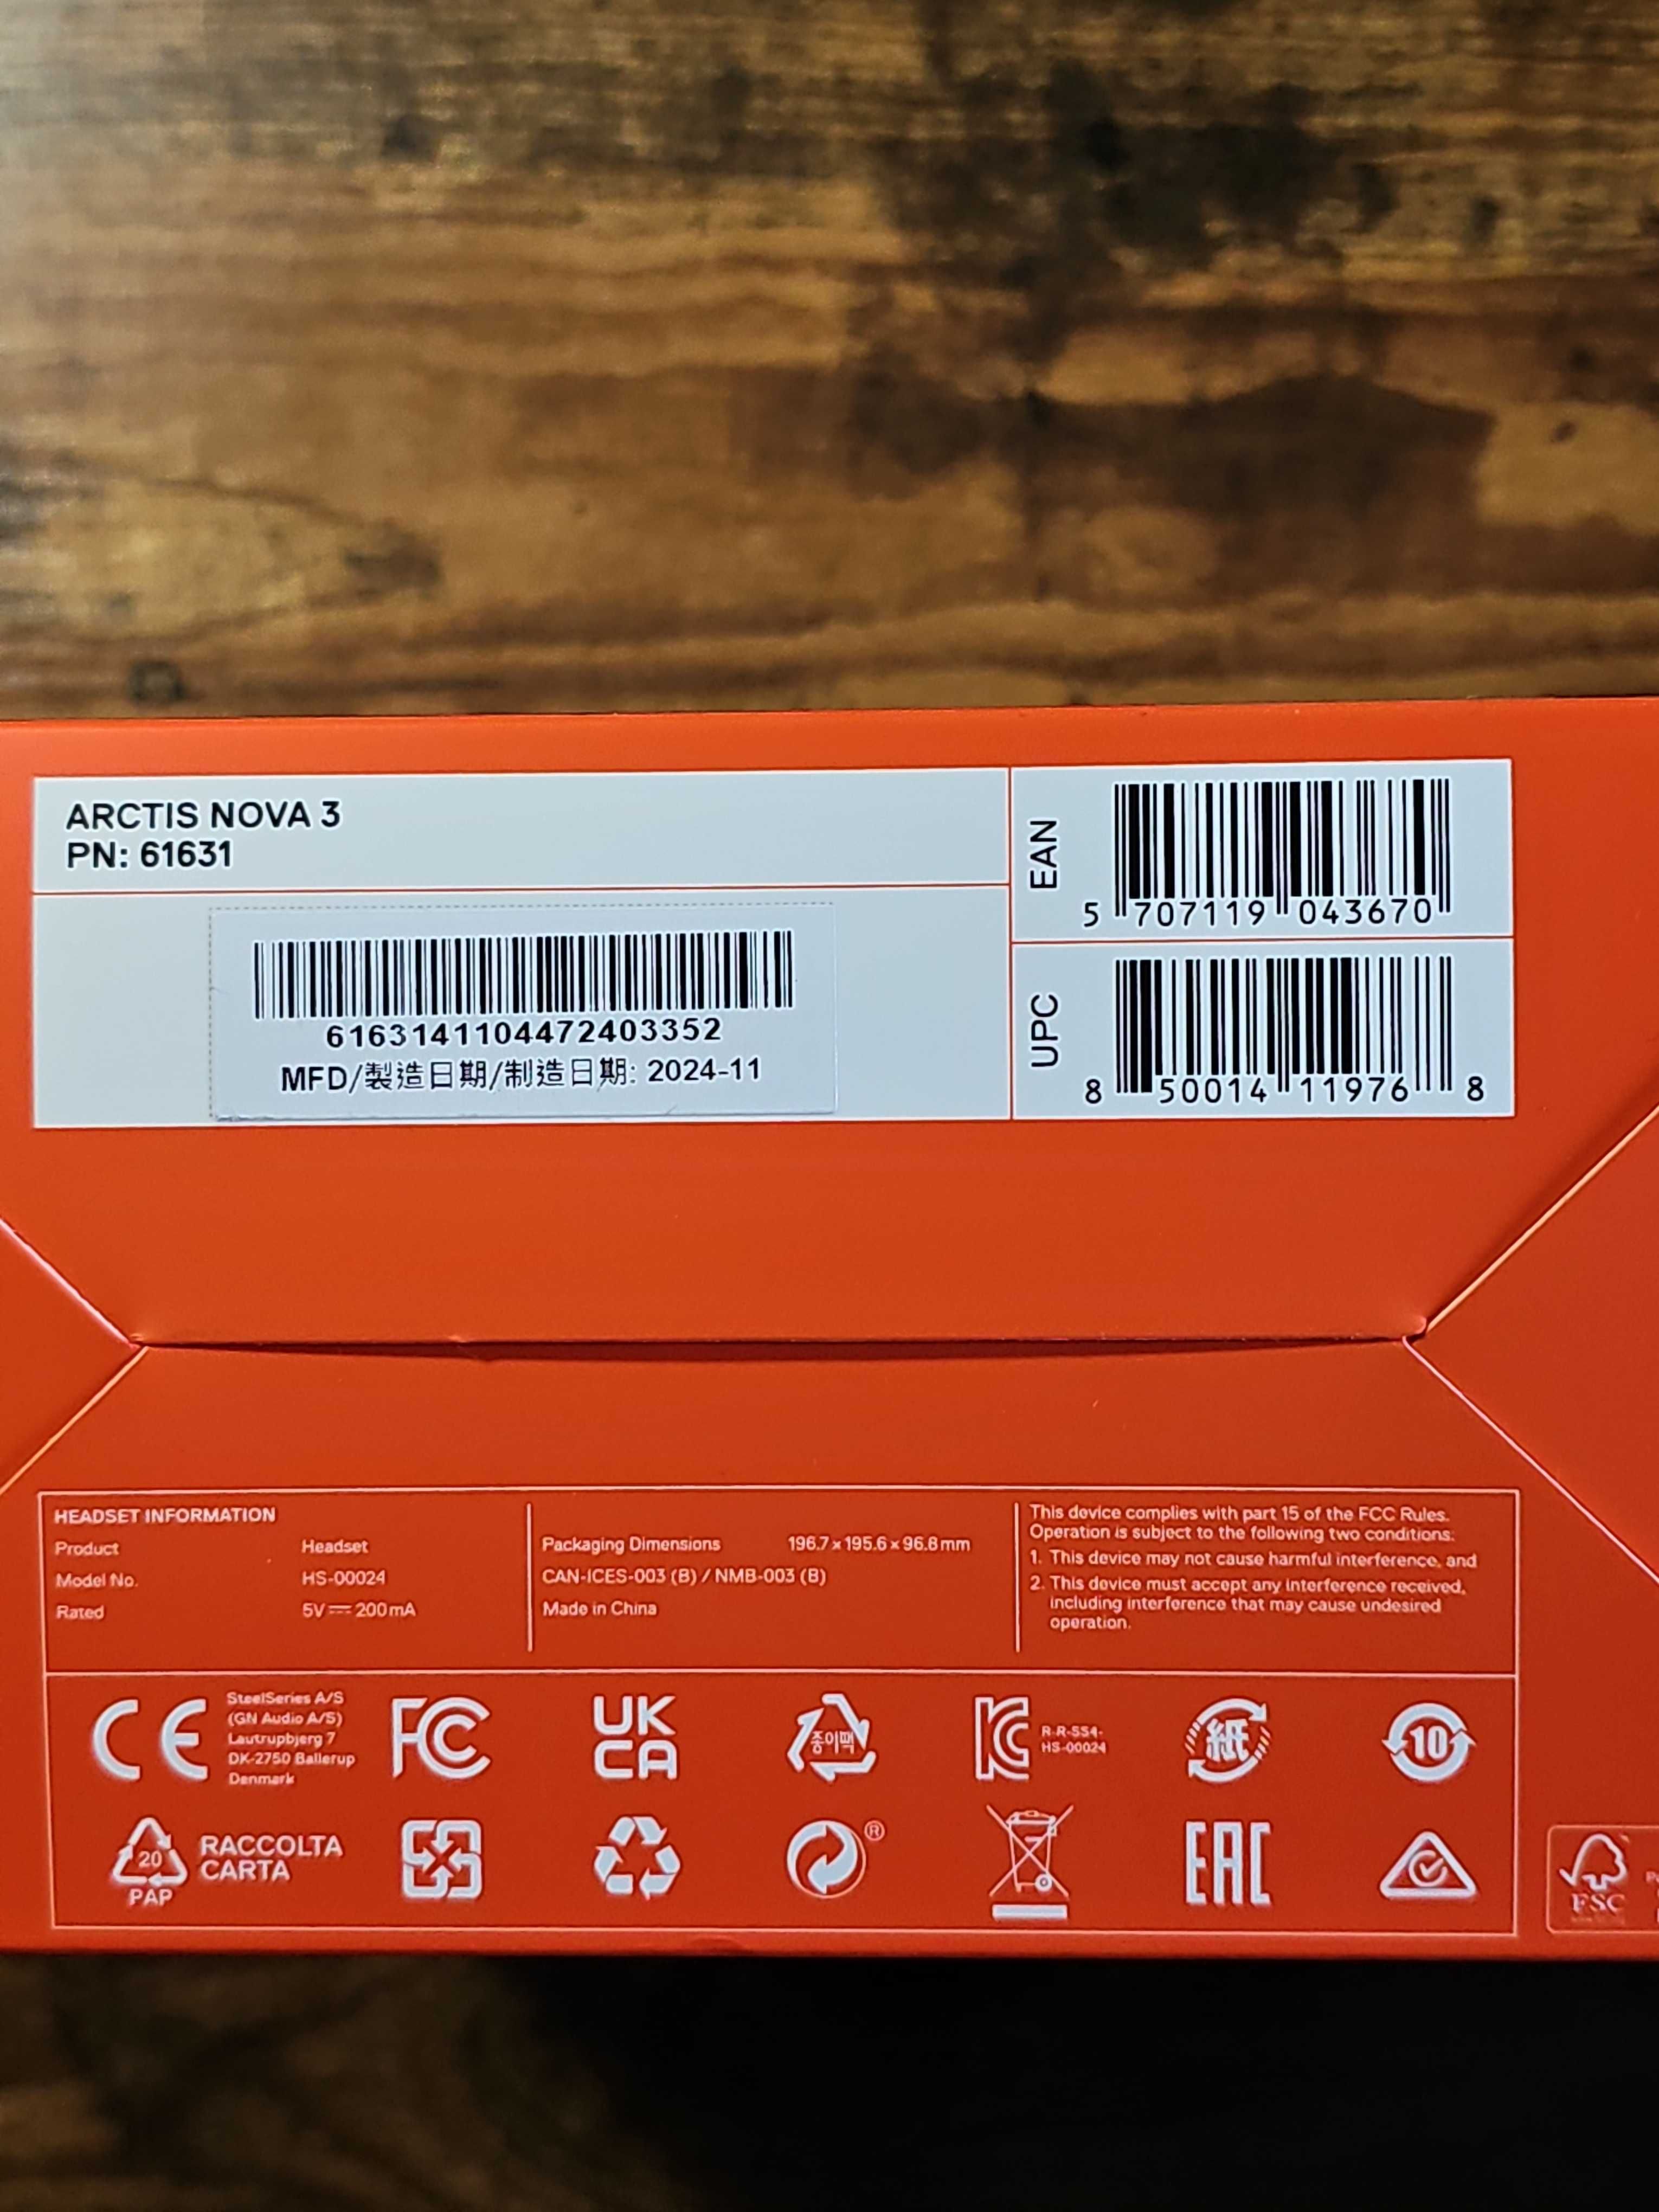 ARCTIS NOVA 3
PN: 61631
EAN
5 707119 043670
6163141104472403352
MFD/製造日期/制造日期: 2024-11
UPC
8 50014 11976 8
HEADSET INFORMATION
Product Headset
Model No. HS-00024
Rated 5V⎓200mA
Packaging Dimensions 196.7 x 195.6 x 96.8 mm
CAN-ICES-003 (B) / NMB-003 (B)
Made in China
This device complies with part 15 of the FCC Rules.
Operation is subject to the following two conditions:
1. This device may not cause harmful interference, and
2. This device must accept any interference received,
including interference that may cause undesired
operation.
CE
SteelSeries A/S
(GN Audio A/S)
Lautrupbjerg 7
DK-2750 Ballerup
Denmark
FC
UK
CA
종이팩
KC
R-R-SS4-
HS-00024
紙
10
20
PAP
RACCOLTA
CARTA
®
EAC
FSC